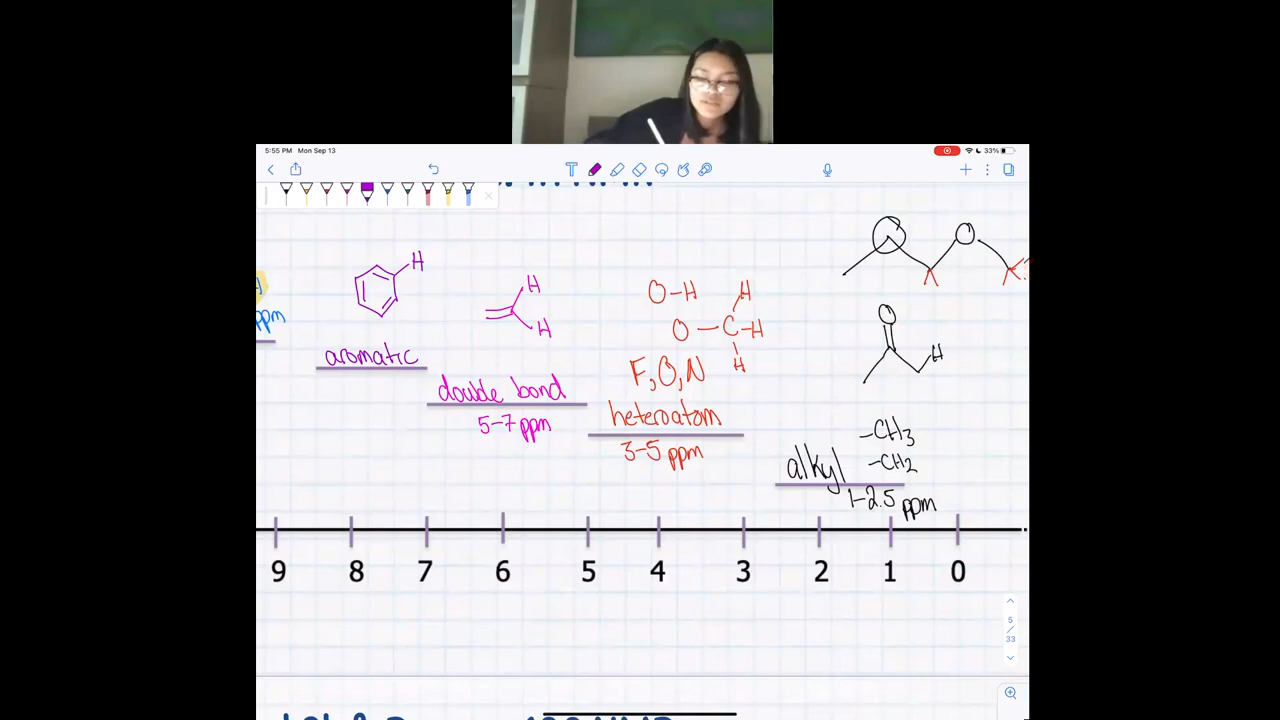 5:55 PM Mon Sep 13
33%
T
ppm
H
aromatic
H
H
double bond
5-7 ppm
O-H
H
O-C-H
H
F, O, N
heteroatom
3-5 ppm
O
O
H
-CH3
alkyl -CH2
1-2.5 ppm
9 8 7 6 5 4 3 2 1 0
5
/
33